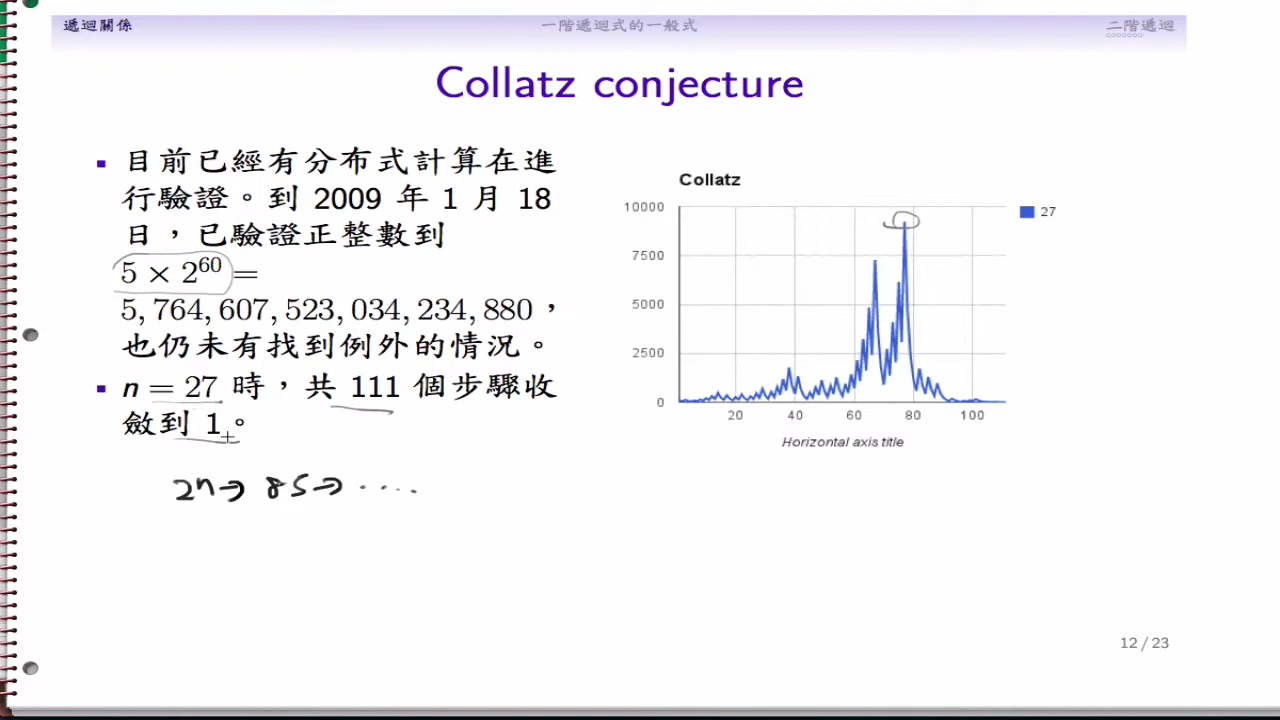 遞迴關係 一階遞迴式的一般式 二階遞迴
Collatz conjecture
目前已經有分布式計算在進
行驗證。到 2009 年 1 月 18
日，已驗證正整數到
5 × 2^60 =
5, 764, 607, 523, 034, 234, 880，
也仍未有找到例外的情況。
n = 27 時，共 111 個步驟收
斂到 1。
85 → ....
Collatz
10000
7500
5000
2500
0
20 40 60 80 100
Horizontal axis title
27
12 / 23